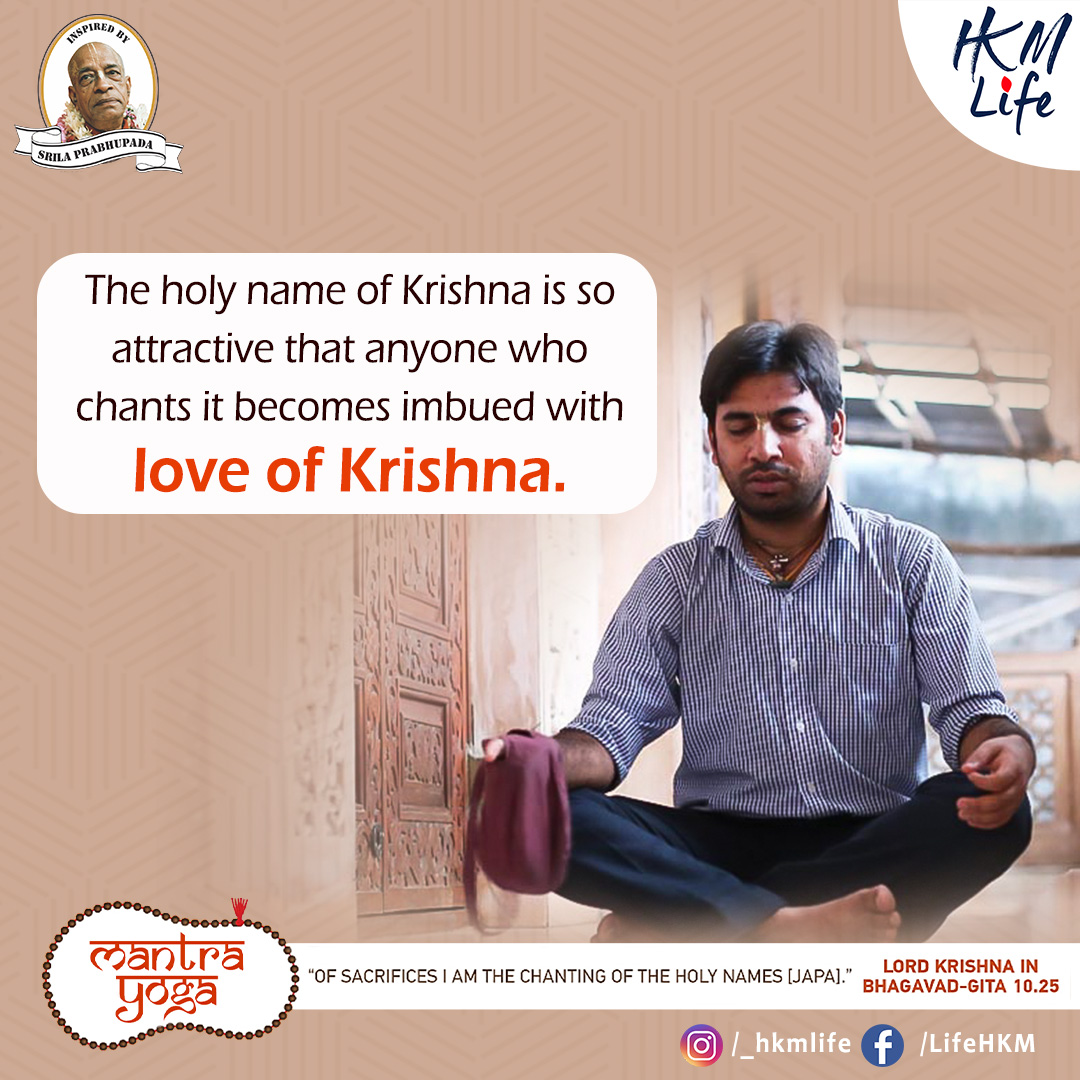 INSPIRED BY
SRILA PRABHUPADA
HKM
Life
The holy name of Krishna is so
attractive that anyone who
chants it becomes imbued with
love of Krishna.
mantra
yoga
"OF SACRIFICES I AM THE CHANTING OF THE HOLY NAMES [JAPA]."
LORD KRISHNA IN
BHAGAVAD-GITA 10.25
/_hkmlife
/LifeHKM